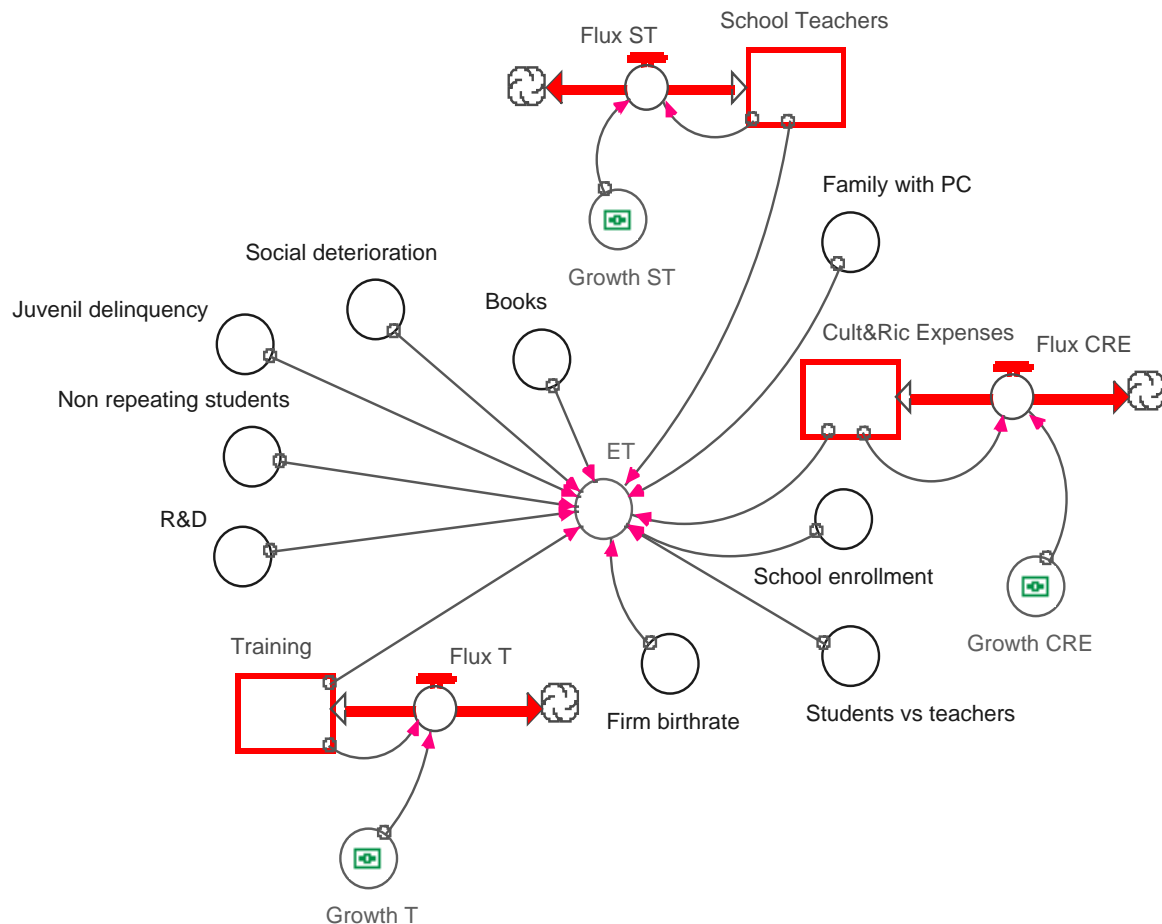 School Teachers
Flux ST
Family with PC
Social deterioration
Growth ST
Books
Juvenil delinquency
Cult&Ric Expenses
Flux CRE
Non repeating students
ET
R&D
School enrollment
Growth CRE
Training
Flux T
Firm birthrate
Students vs teachers
Growth T